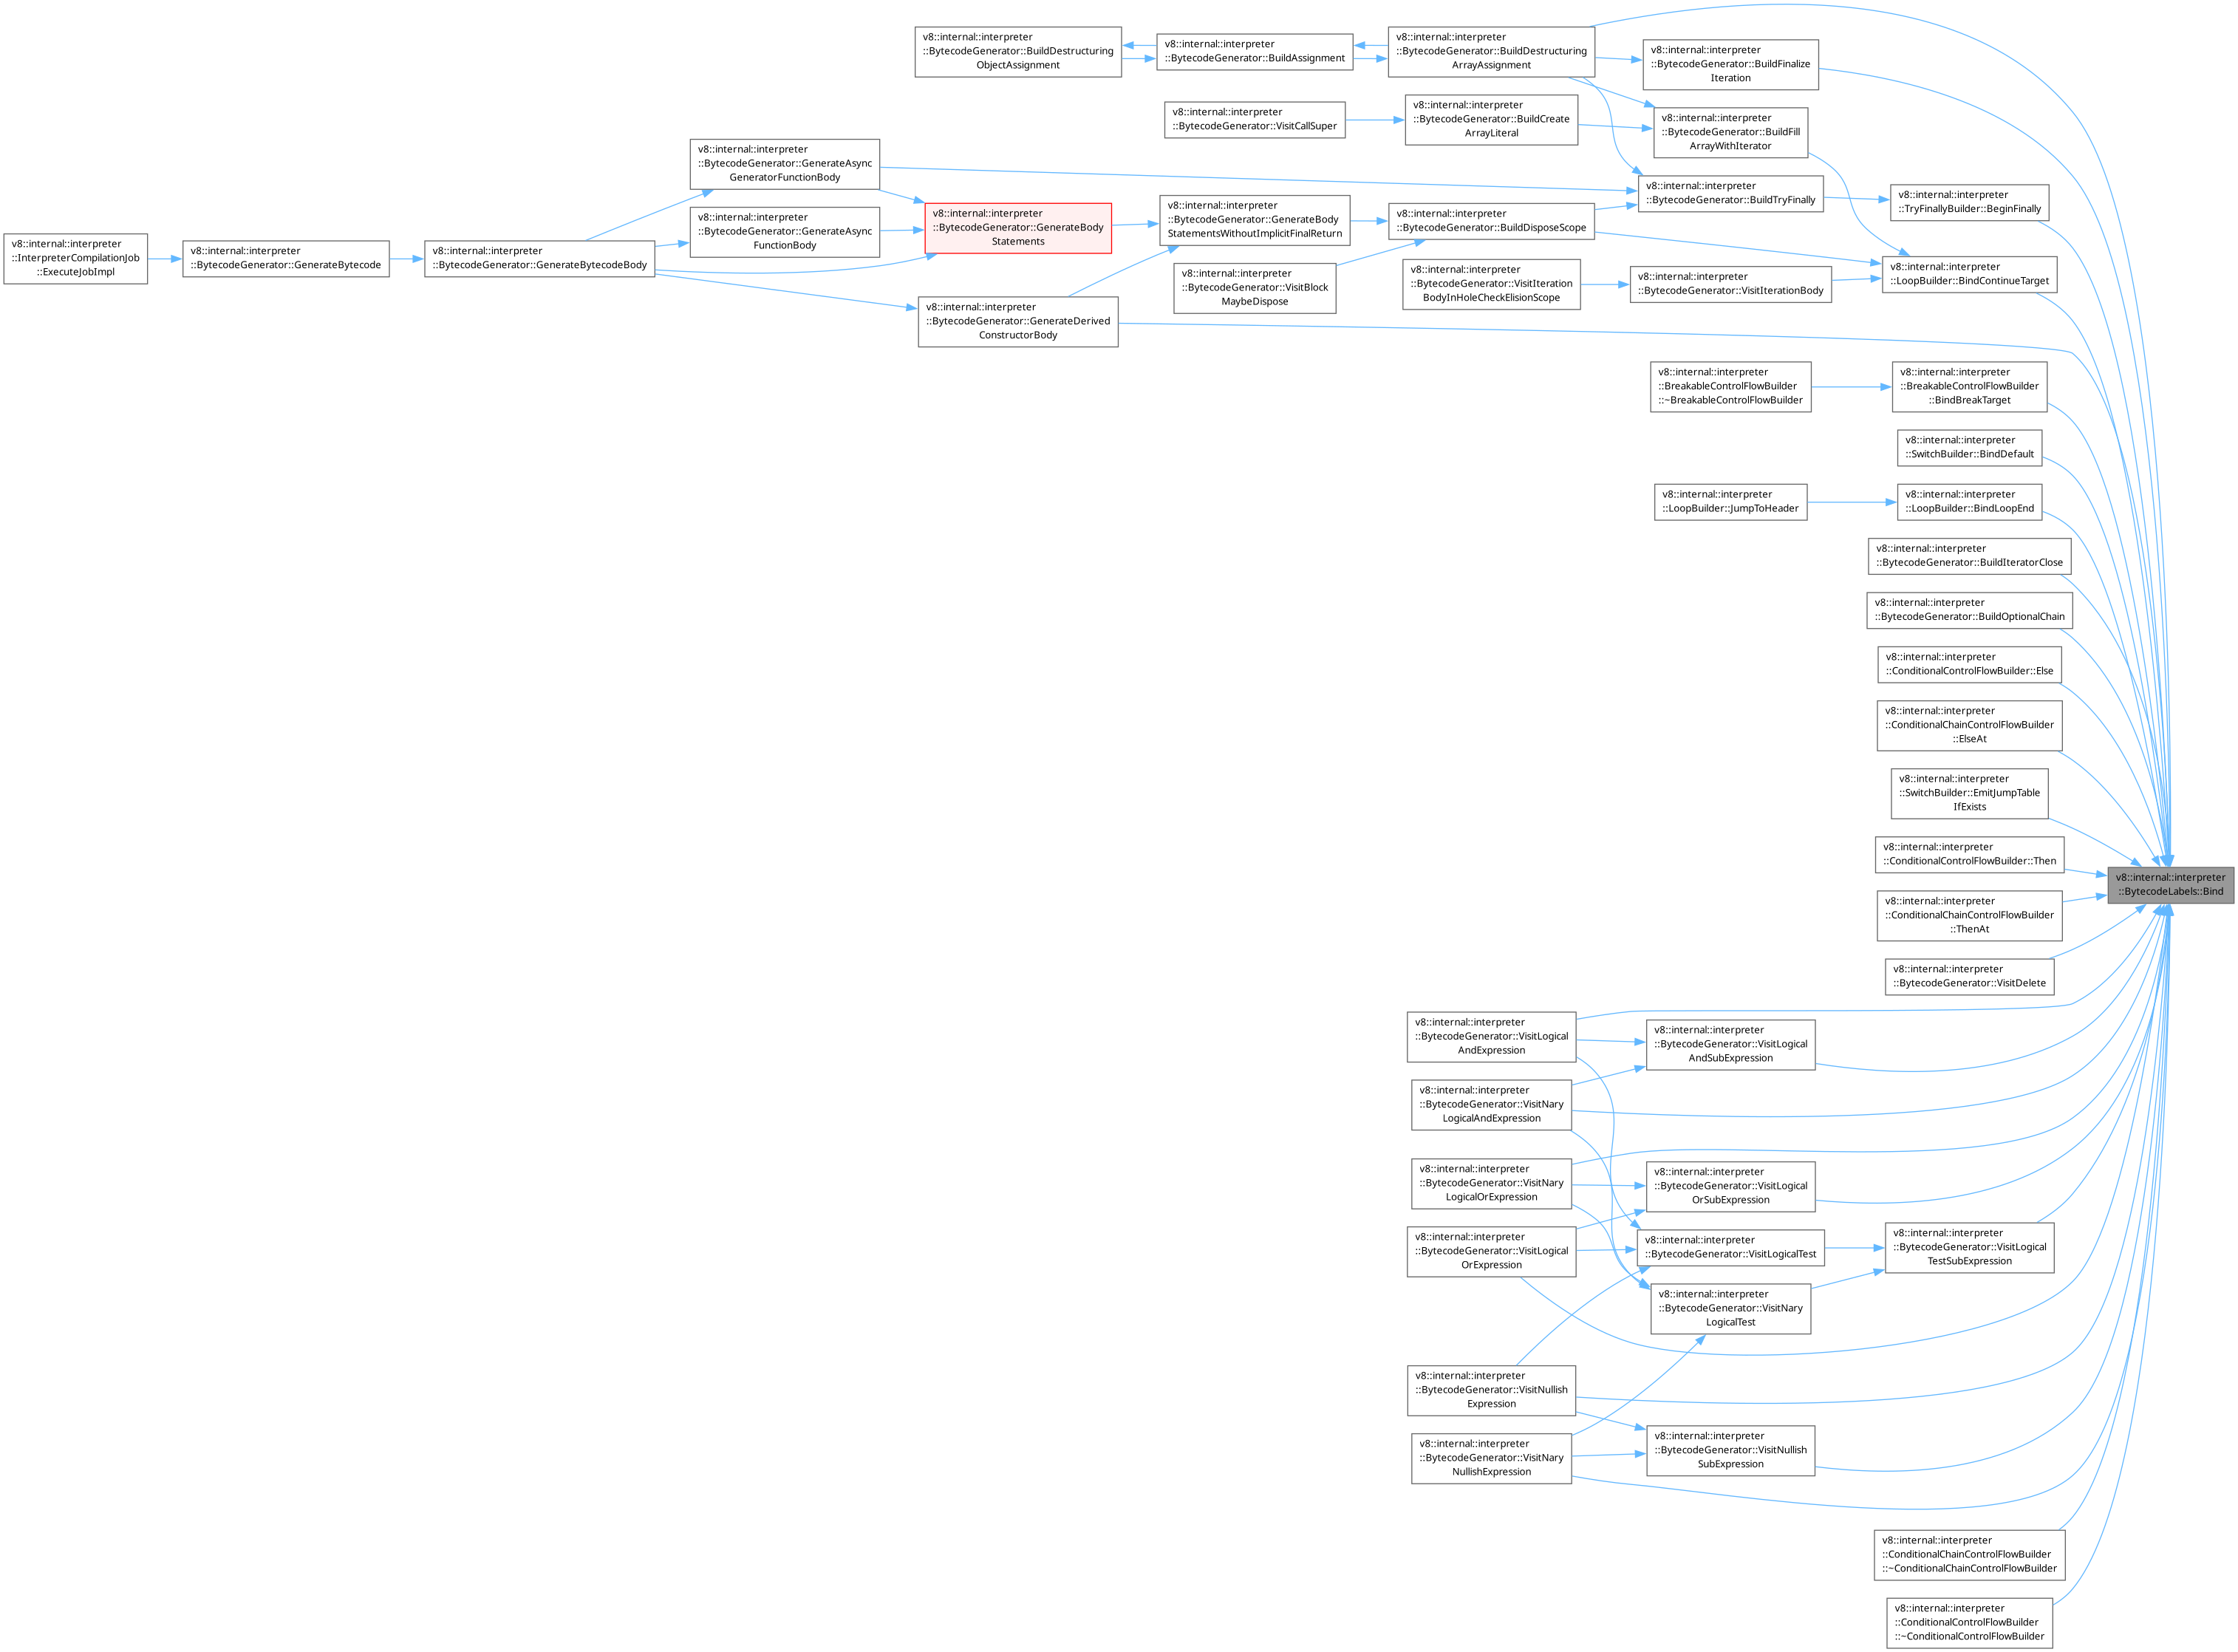 v8::internal::interpreter
::BytecodeGenerator::BuildDestructuring
ObjectAssignment
v8::internal::interpreter
::BytecodeGenerator::BuildAssignment
v8::internal::interpreter
::BytecodeGenerator::BuildDestructuring
ArrayAssignment
v8::internal::interpreter
::BytecodeGenerator::BuildFinalize
Iteration
v8::internal::interpreter
::BytecodeGenerator::VisitCallSuper
v8::internal::interpreter
::BytecodeGenerator::BuildCreate
ArrayLiteral
v8::internal::interpreter
::BytecodeGenerator::BuildFill
ArrayWithIterator
v8::internal::interpreter
::BytecodeGenerator::GenerateAsync
GeneratorFunctionBody
v8::internal::interpreter
::BytecodeGenerator::BuildTryFinally
v8::internal::interpreter
::TryFinallyBuilder::BeginFinally
v8::internal::interpreter
::InterpreterCompilationJob
::ExecuteJobImpl
v8::internal::interpreter
::BytecodeGenerator::GenerateBytecode
v8::internal::interpreter
::BytecodeGenerator::GenerateBytecodeBody
v8::internal::interpreter
::BytecodeGenerator::GenerateAsync
FunctionBody
v8::internal::interpreter
::BytecodeGenerator::GenerateBody
Statements
v8::internal::interpreter
::BytecodeGenerator::GenerateBody
StatementsWithoutImplicitFinalReturn
v8::internal::interpreter
::BytecodeGenerator::BuildDisposeScope
v8::internal::interpreter
::BytecodeGenerator::VisitBlock
MaybeDispose
v8::internal::interpreter
::BytecodeGenerator::VisitIteration
BodyInHoleCheckElisionScope
v8::internal::interpreter
::BytecodeGenerator::VisitIterationBody
v8::internal::interpreter
::LoopBuilder::BindContinueTarget
v8::internal::interpreter
::BytecodeGenerator::GenerateDerived
ConstructorBody
v8::internal::interpreter
::BreakableControlFlowBuilder
::~BreakableControlFlowBuilder
v8::internal::interpreter
::BreakableControlFlowBuilder
::BindBreakTarget
v8::internal::interpreter
::SwitchBuilder::BindDefault
v8::internal::interpreter
::LoopBuilder::JumpToHeader
v8::internal::interpreter
::LoopBuilder::BindLoopEnd
v8::internal::interpreter
::BytecodeGenerator::BuildIteratorClose
v8::internal::interpreter
::BytecodeGenerator::BuildOptionalChain
v8::internal::interpreter
::ConditionalControlFlowBuilder::Else
v8::internal::interpreter
::ConditionalChainControlFlowBuilder
::ElseAt
v8::internal::interpreter
::SwitchBuilder::EmitJumpTable
IfExists
v8::internal::interpreter
::ConditionalControlFlowBuilder::Then
v8::internal::interpreter
::BytecodeLabels::Bind
v8::internal::interpreter
::ConditionalChainControlFlowBuilder
::ThenAt
v8::internal::interpreter
::BytecodeGenerator::VisitDelete
v8::internal::interpreter
::BytecodeGenerator::VisitLogical
AndExpression
v8::internal::interpreter
::BytecodeGenerator::VisitLogical
AndSubExpression
v8::internal::interpreter
::BytecodeGenerator::VisitNary
LogicalAndExpression
v8::internal::interpreter
::BytecodeGenerator::VisitNary
LogicalOrExpression
v8::internal::interpreter
::BytecodeGenerator::VisitLogical
OrSubExpression
v8::internal::interpreter
::BytecodeGenerator::VisitLogical
OrExpression
v8::internal::interpreter
::BytecodeGenerator::VisitLogicalTest
v8::internal::interpreter
::BytecodeGenerator::VisitLogical
TestSubExpression
v8::internal::interpreter
::BytecodeGenerator::VisitNary
LogicalTest
v8::internal::interpreter
::BytecodeGenerator::VisitNullish
Expression
v8::internal::interpreter
::BytecodeGenerator::VisitNary
NullishExpression
v8::internal::interpreter
::BytecodeGenerator::VisitNullish
SubExpression
v8::internal::interpreter
::ConditionalChainControlFlowBuilder
::~ConditionalChainControlFlowBuilder
v8::internal::interpreter
::ConditionalControlFlowBuilder
::~ConditionalControlFlowBuilder